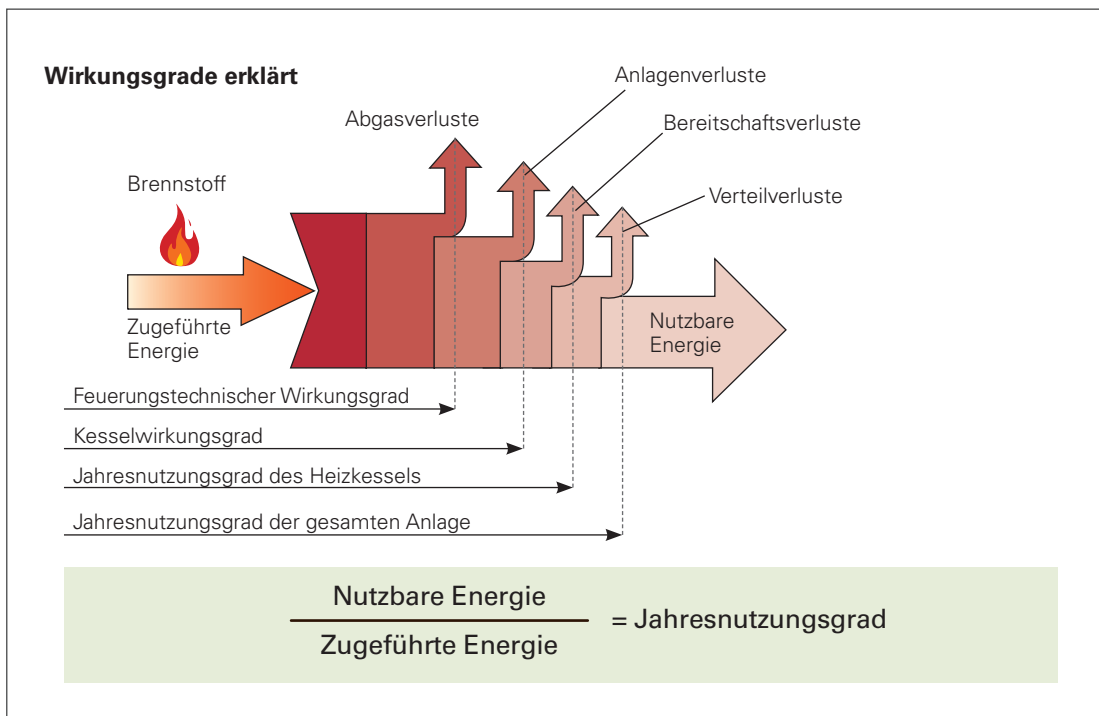 Wirkungsgrade erklärt
Anlagenverluste
Abgasverluste
Bereitschaftsverluste
Brennstoff
Verteilverluste
Zugeführte
Energie
Nutzbare
Energie
Feuerungstechnischer Wirkungsgrad
Kesselwirkungsgrad
Jahresnutzungsgrad des Heizkessels
Jahresnutzungsgrad der gesamten Anlage
Nutzbare Energie
= Jahresnutzungsgrad
Zugeführte Energie